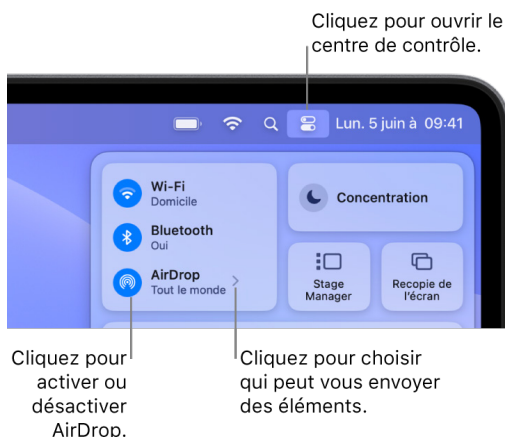 Cliquez pour ouvrir le
centre de contrôle.
Lun. 5 juin à 09:41
Wi-Fi
Domicile
Bluetooth
Oui
AirDrop
Tout le monde
Concentration
Stage
Manager
Recopie de
l'écran
Cliquez pour
activer ou
désactiver
AirDrop.
Cliquez pour choisir
qui peut vous envoyer
des éléments.